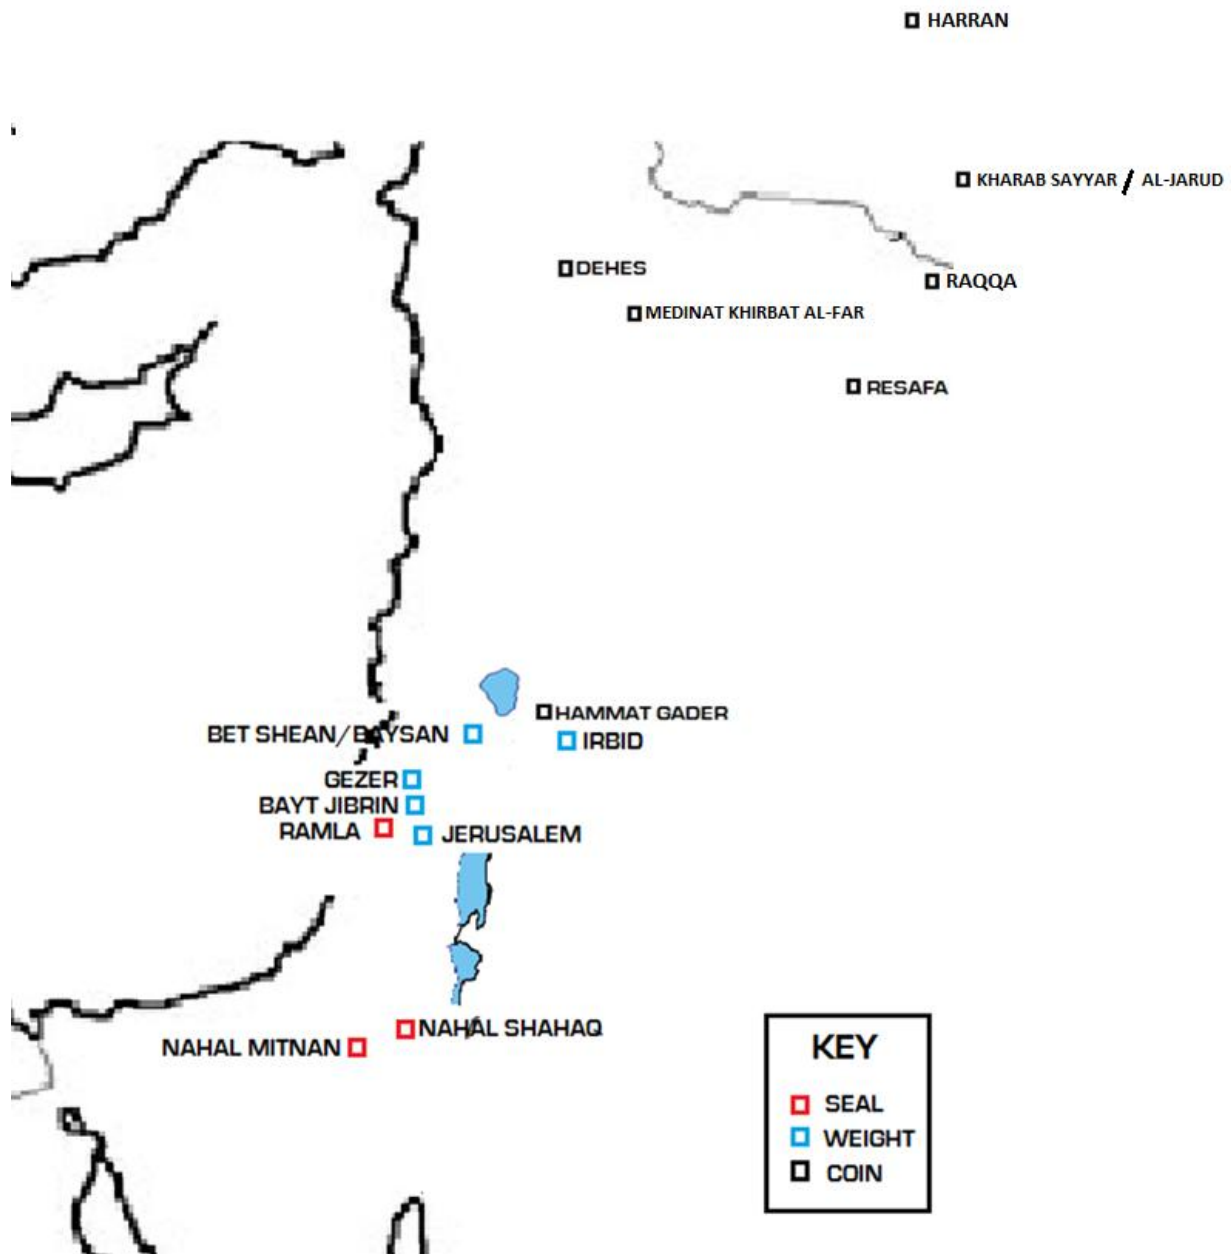 HARRAN
KHARAB SAYYAR / AL-JARUD
DEHES
RAQQA
MEDINAT KHIRBAT AL-FAR
RESAFA
HAMMAT GADER
BET SHEAN/BAYSAN
IRBID
GEZER
BAYT JIBRIN
RAMLA
JERUSALEM
NAHAL SHAHAQ
NAHAL MITNAN
KEY
SEAL
WEIGHT
COIN